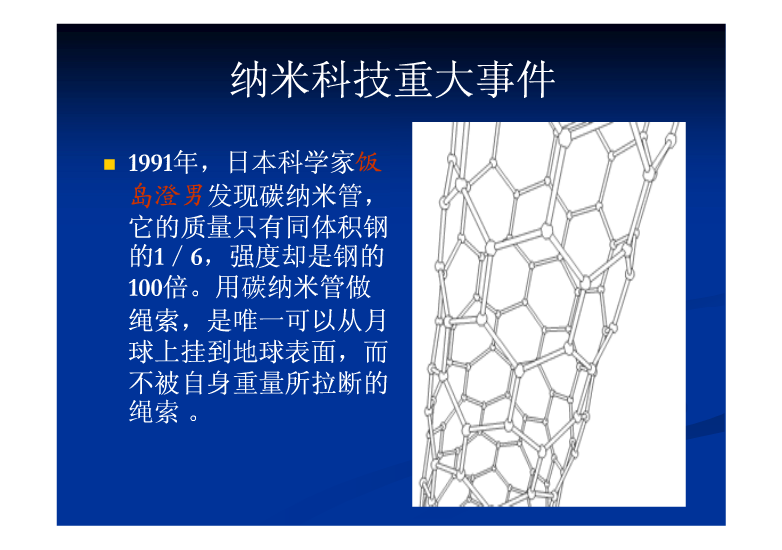 纳米科技重大事件
1991年，日本科学家饭
岛澄男发现碳纳米管，
它的质量只有同体积钢
的1／6，强度却是钢的
100倍。用碳纳米管做
绳索，是唯一可以从月
球上挂到地球表面，而
不被自身重量所拉断的
绳索 。